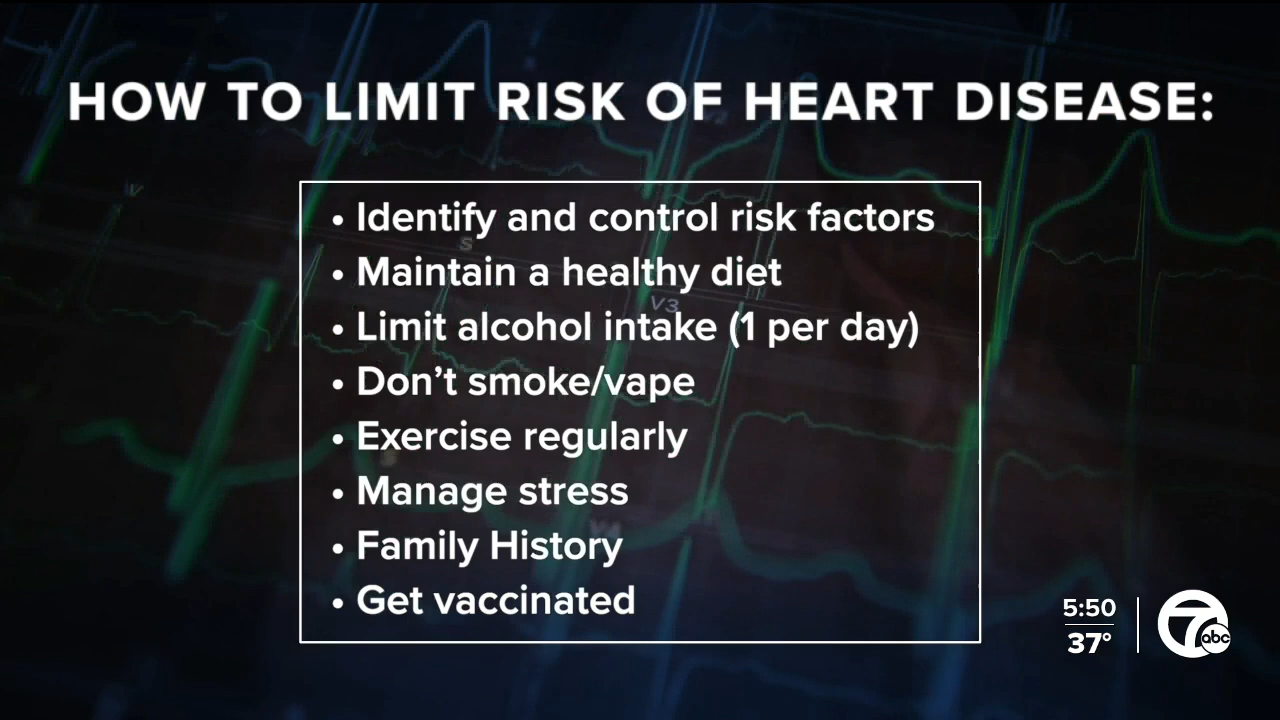 HOW TO LIMIT RISK OF HEART DISEASE:
• Identify and control risk factors
• Maintain a healthy diet
• Limit alcohol intake (1 per day)
• Don’t smoke/vape
• Exercise regularly
• Manage stress
• Family History
• Get vaccinated
5:50
37°
7 abc
V3
S